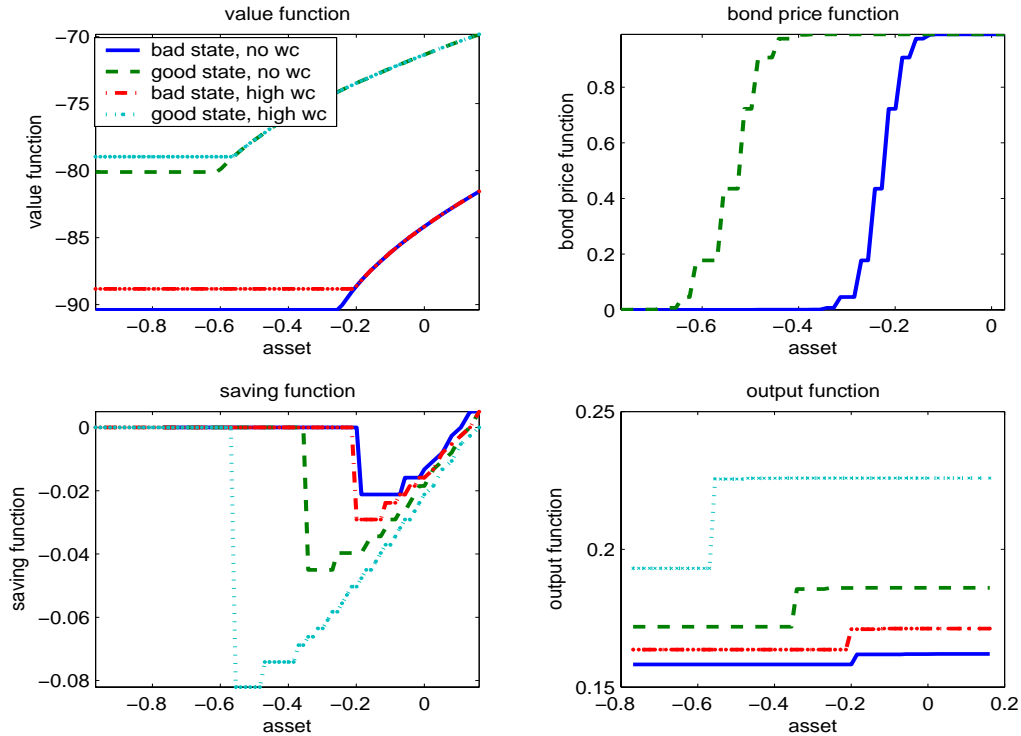 value function
value function
−70
−75
−80
−85
−90
bad state, no wc
good state, no wc
bad state, high wc
good state, high wc
−0.8 −0.6 −0.4 −0.2 0
asset
bond price function
bond price function
0.8
0.6
0.4
0.2
0
−0.6 −0.4 −0.2 0
asset
saving function
saving function
0
−0.02
−0.04
−0.06
−0.08
−0.8 −0.6 −0.4 −0.2 0
asset
output function
output function
0.25
0.2
0.15
−0.8 −0.6 −0.4 −0.2 0 0.2
asset